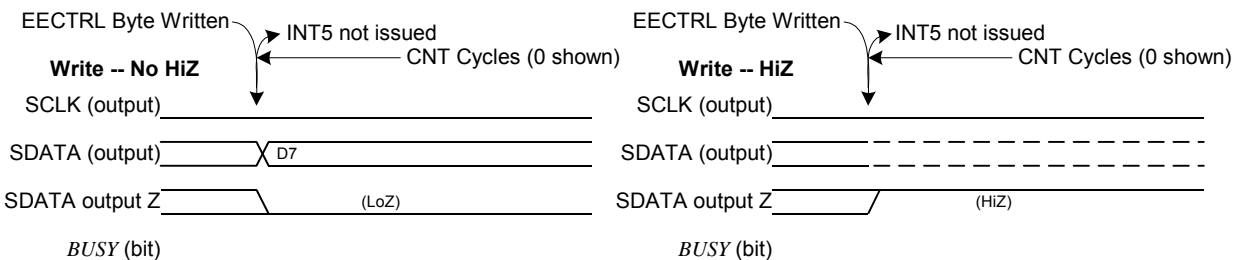 EECTRL Byte Written
INT5 not issued
CNT Cycles (0 shown)
Write -- No HiZ
SCLK (output)
SDATA (output)
D7
SDATA output Z
(LoZ)
BUSY (bit)
EECTRL Byte Written
INT5 not issued
CNT Cycles (0 shown)
Write -- HiZ
SCLK (output)
SDATA (output)
SDATA output Z
(HiZ)
BUSY (bit)